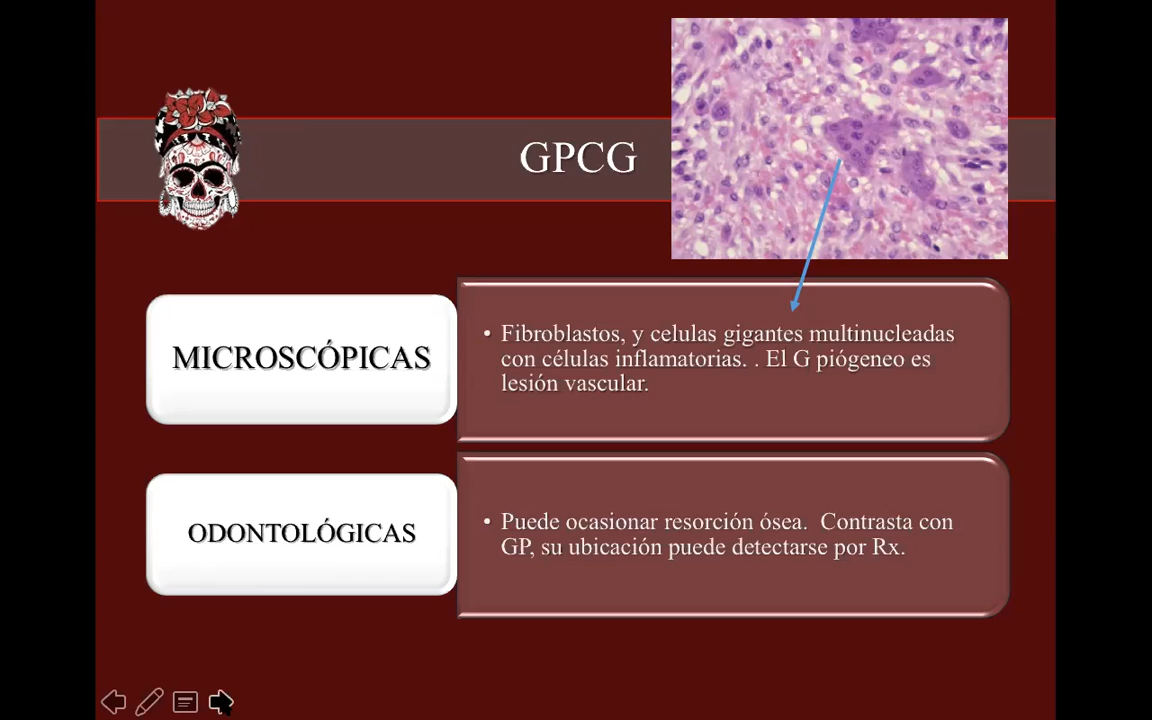 GPCG
MICROSCÓPICAS
• Fibroblastos, y celulas gigantes multinucleadas
con células inflamatorias. . El G piógeneo es
lesión vascular.
ODONTOLÓGICAS
• Puede ocasionar resorción ósea.  Contrasta con
GP, su ubicación puede detectarse por Rx.